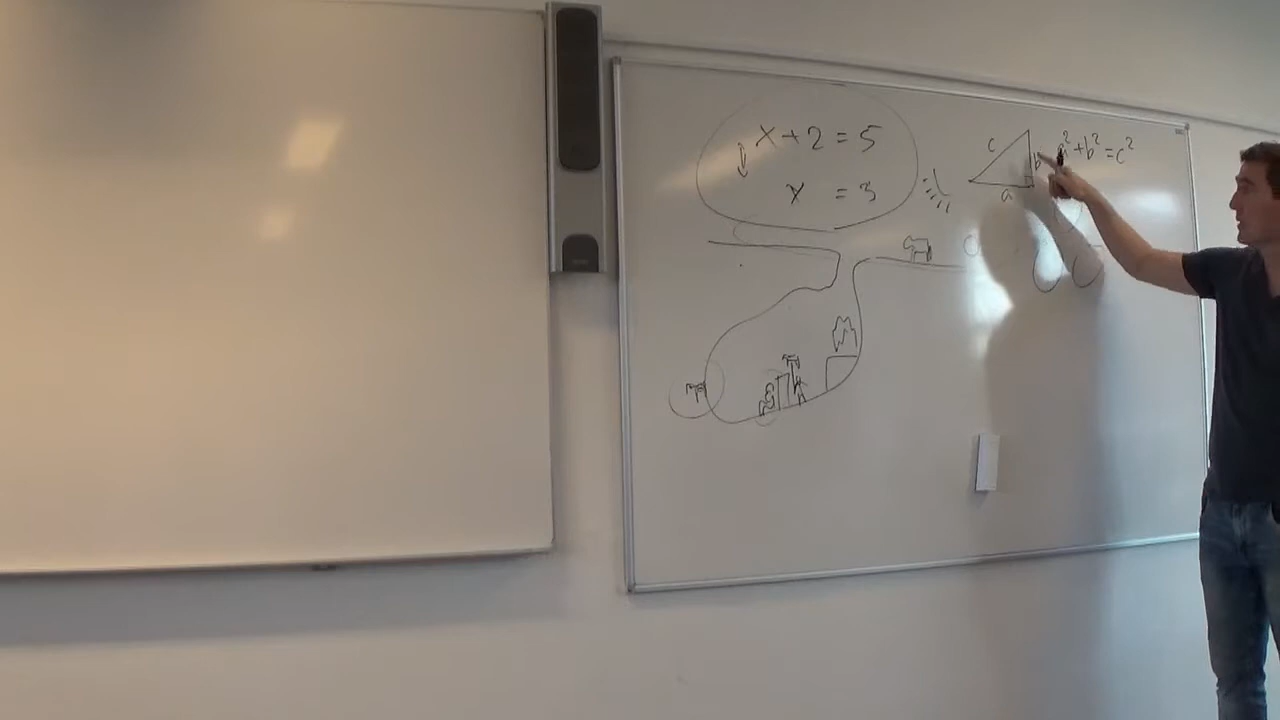 x + 2 = 5
x = 3
c
b
a
a² + b² = c²